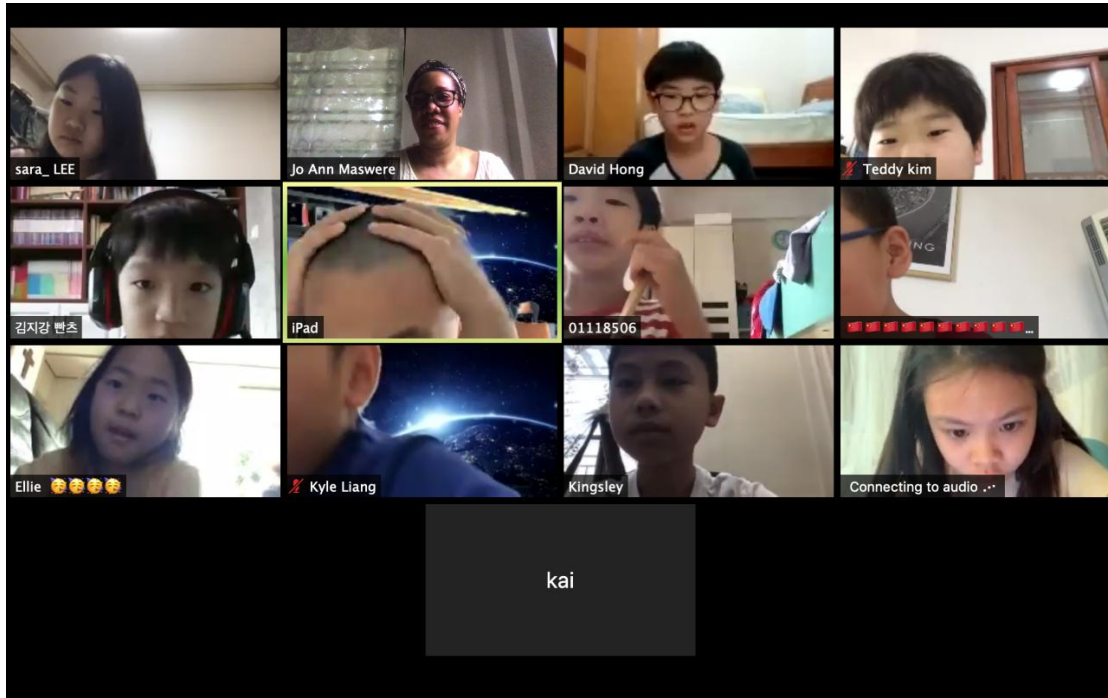 sara_ LEE
Jo Ann Maswere
David Hong
Teddy kim
김지강 빤츠
iPad
01118506
NG
🇨🇳🇨🇳🇨🇳🇨🇳🇨🇳🇨🇳🇨🇳🇨🇳🇨🇳🇨🇳...
Ellie 🥳🥳🥳🥳
Kyle Liang
Kingsley
Connecting to audio ...
kai